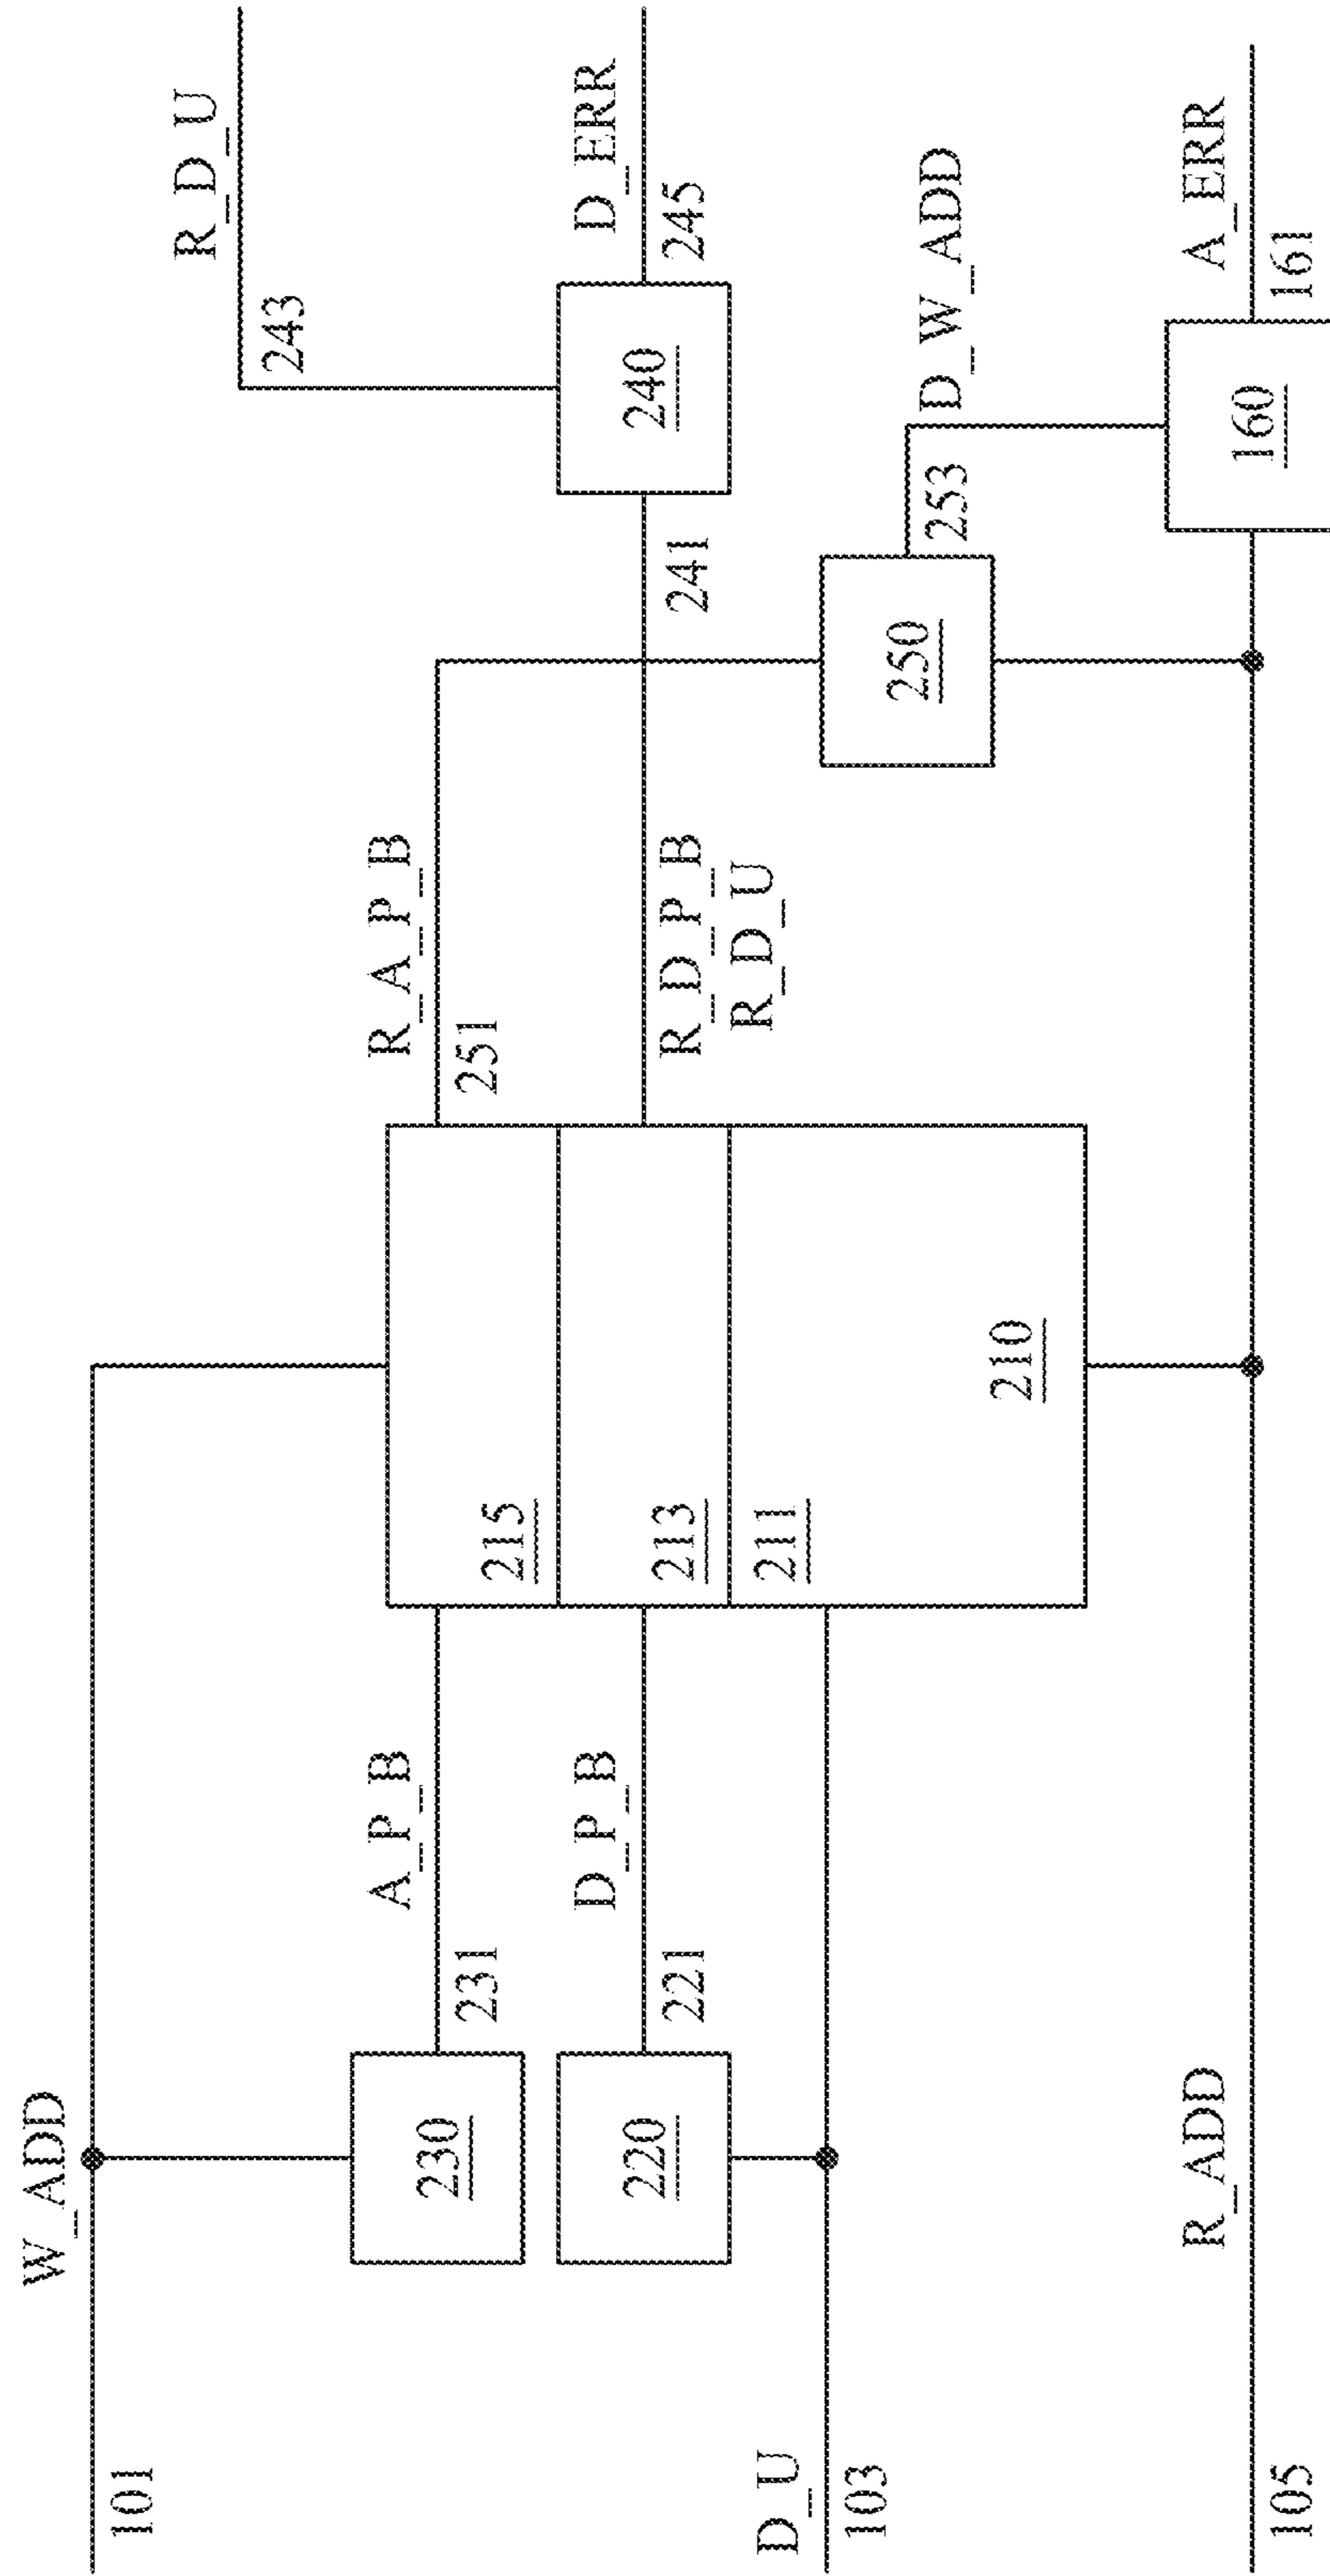 W_ADD
101
R_D_U
243
A_P_B
231
R_A_P_B
251
230
215
D_P_B
221
220
213
R_D_P_B
R_D_U
241
240
D_ERR
245
D_U
103
211
210
250
253
D_W_ADD
R_ADD
105
160
A_ERR
161